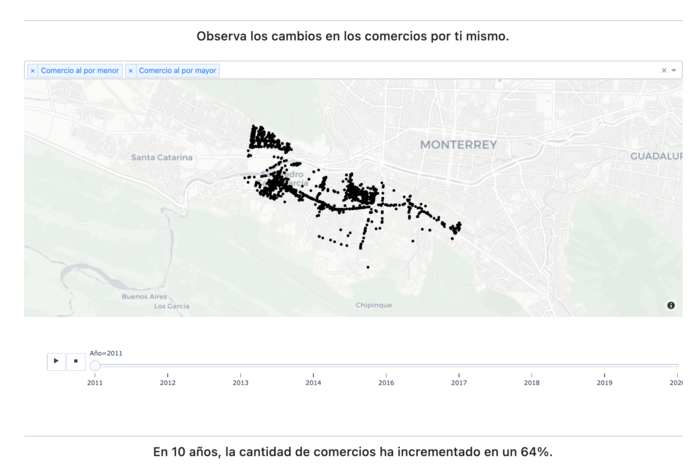 Observa los cambios en los comercios por ti mismo.
× Comercio al por menor × Comercio al por mayor
MONTERREY
Santa Catarina
GUADALUP
dro
rcía
Buenos Aires
Los García
Chipinque
Año=2011
2011 2012 2013 2014 2016 2017 2018 2019 202
En 10 años, la cantidad de comercios ha incrementado en un 64%.